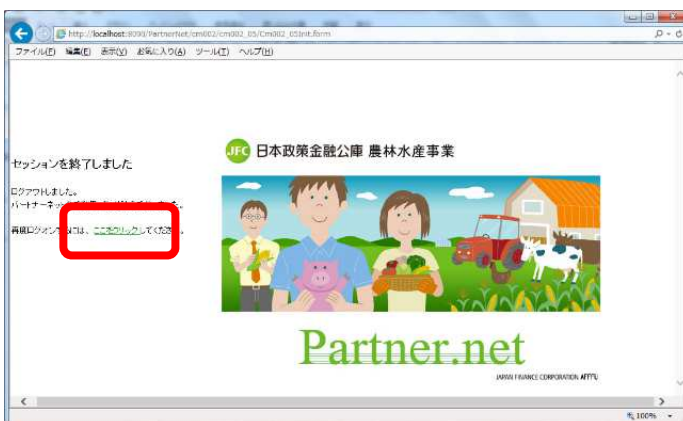 http://localhost:8090/PartnerNet/cm002/cm002_05/Cm002_05Init.form
ファイル(F) 編集(E) 表示(V) お気に入り(A) ツール(T) ヘルプ(H)
JFC 日本政策金融公庫 農林水産事業
セッションを終了しました
ログアウトしました。
パートナーネッ
再度ログオン は、ここをクリックしてくださ 。
Partner.net
JAPAN FINANCE CORPORATION AFFFU
100%